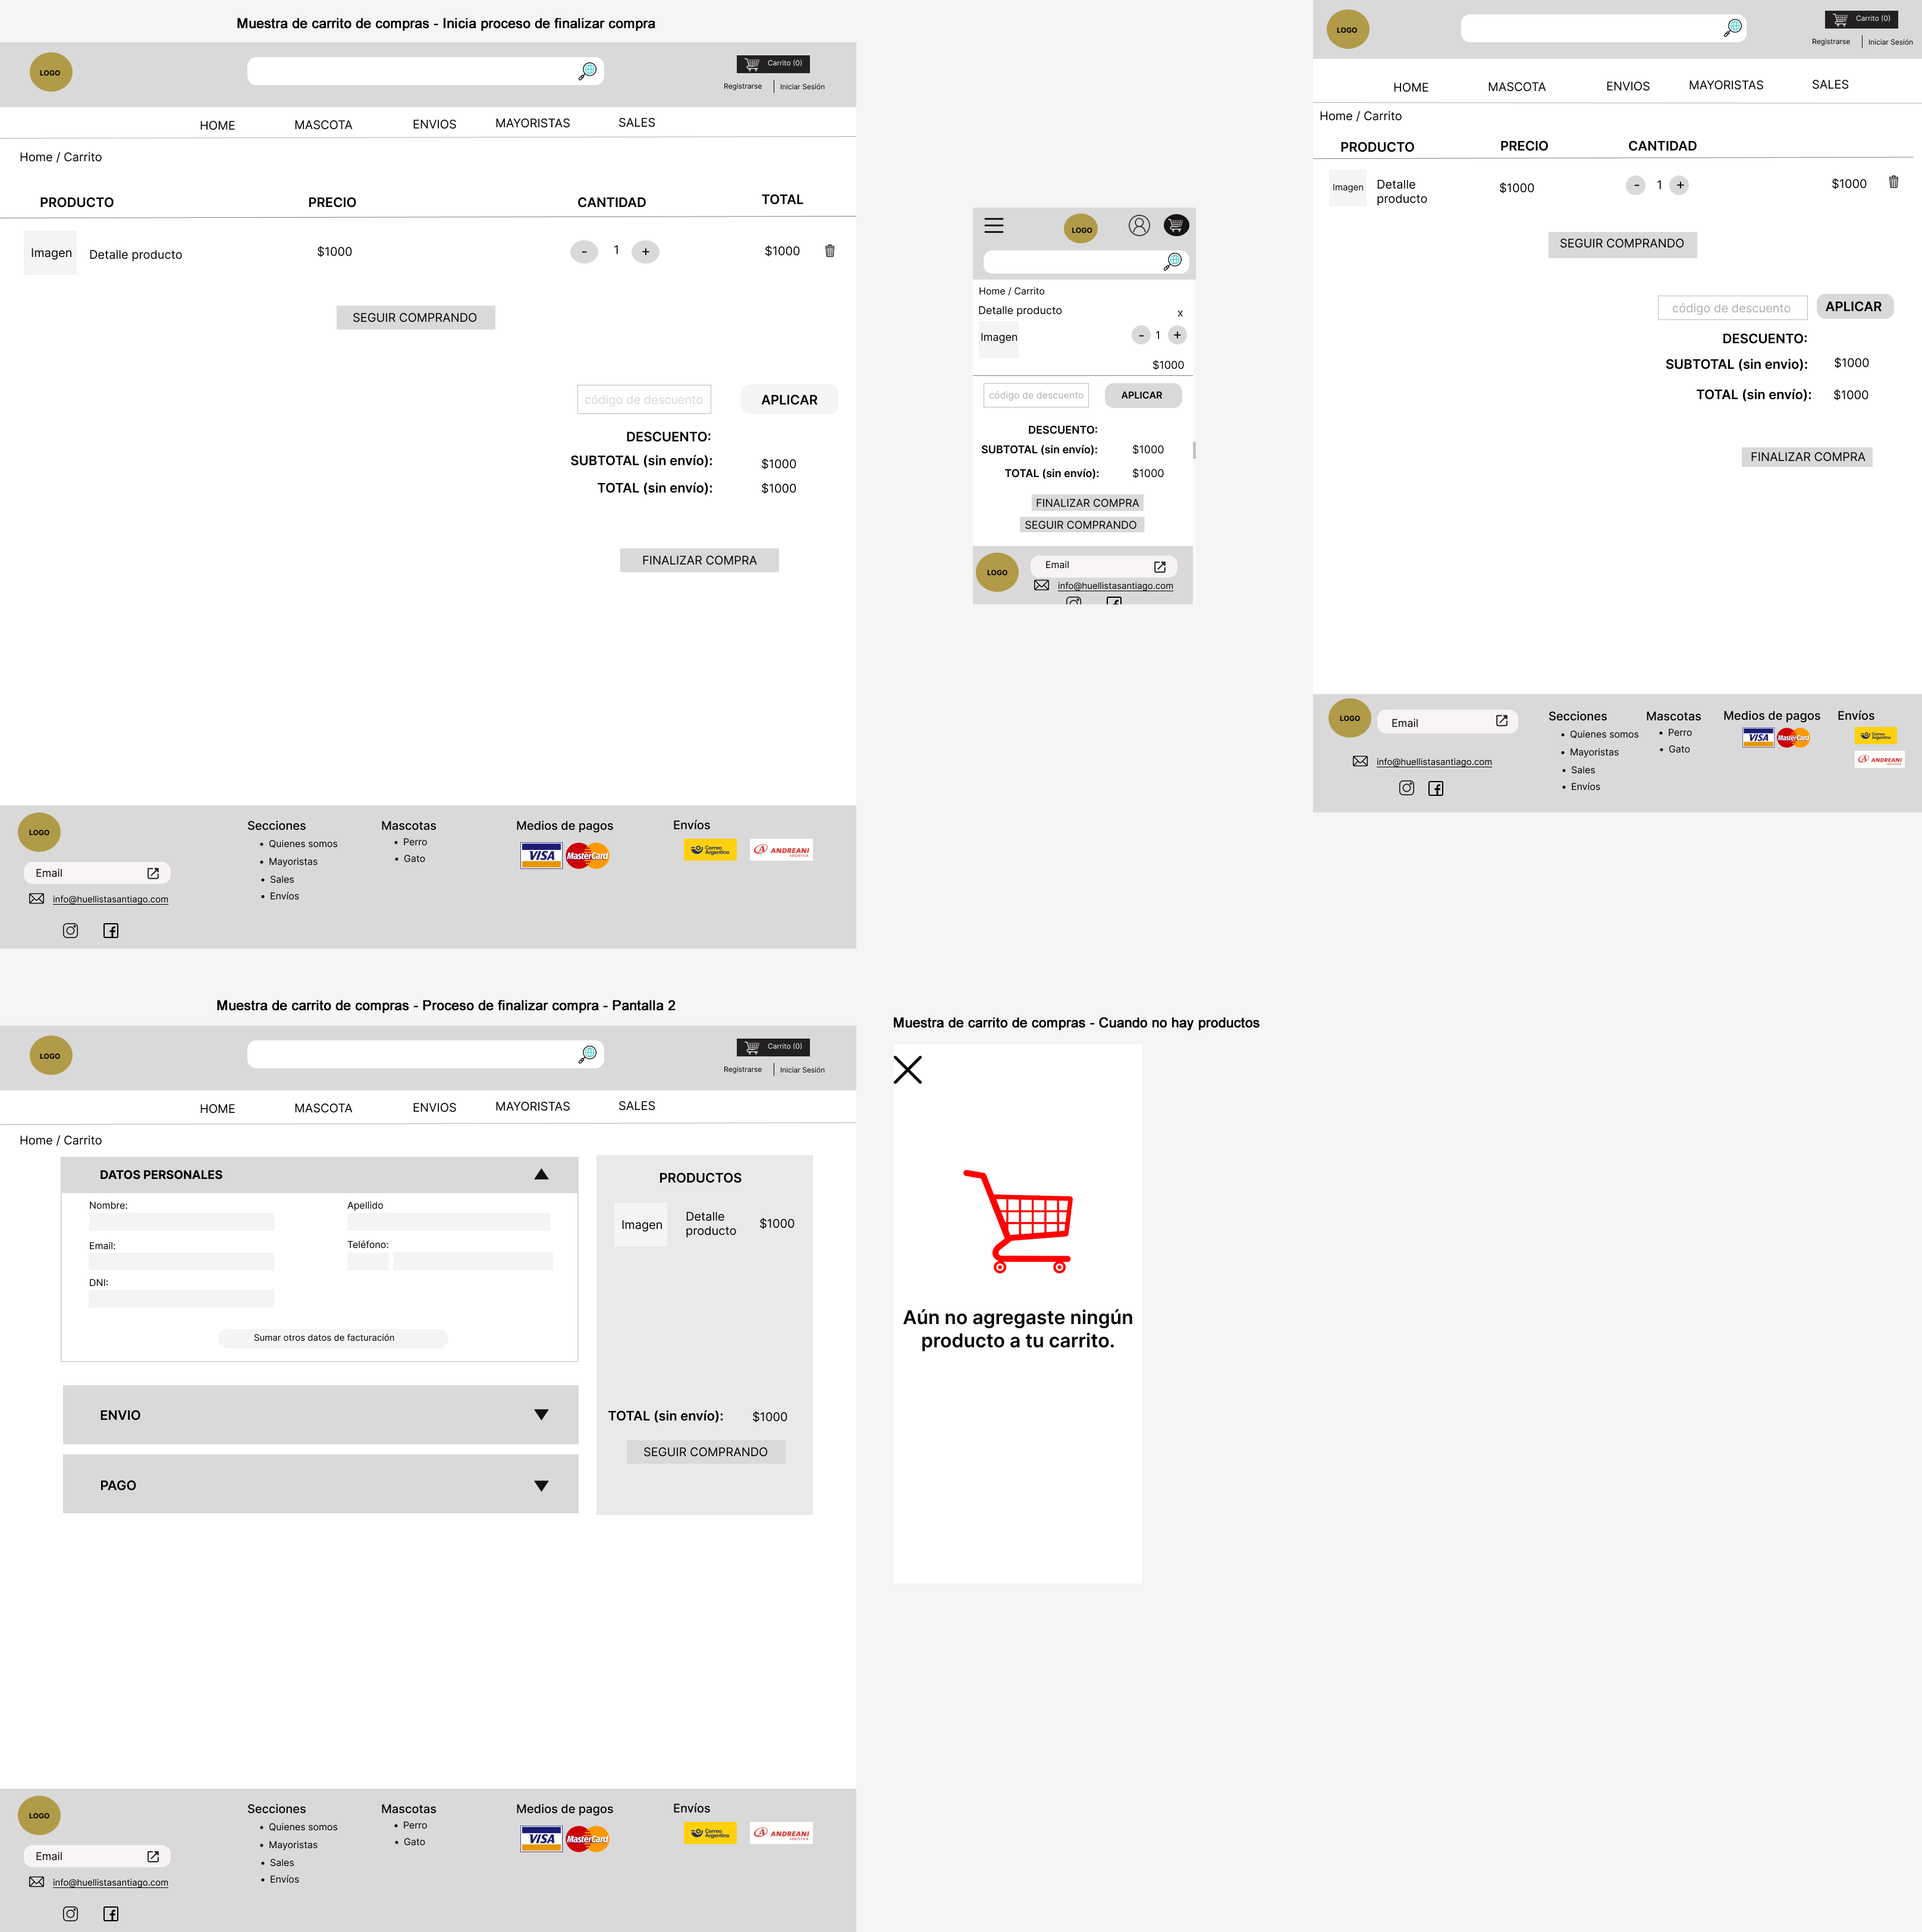 Muestra de carrito de compras - Inicia proceso de finalizar compra
LOGO
Carrito (0)
Registrarse
Iniciar Sesión
HOME MASCOTA ENVIOS MAYORISTAS SALES
Home / Carrito
PRODUCTO PRECIO CANTIDAD TOTAL
Imagen Detalle producto $1000 - 1 + $1000
SEGUIR COMPRANDO
código de descuento APLICAR
DESCUENTO:
SUBTOTAL (sin envío): $1000
TOTAL (sin envío): $1000
FINALIZAR COMPRA
LOGO
Email
info@huellistasantiago.com
Secciones
• Quienes somos
• Mayoristas
• Sales
• Envíos
Mascotas
• Perro
• Gato
Medios de pagos
VISA MasterCard
Envíos
Correo Argentino
ANDREANI
LOGÍSTICA
LOGO
Home / Carrito
Detalle producto
x
Imagen
- 1 +
$1000
código de descuento APLICAR
DESCUENTO:
SUBTOTAL (sin envío): $1000
TOTAL (sin envío): $1000
FINALIZAR COMPRA
SEGUIR COMPRANDO
LOGO
Email
info@huellistasantiago.com
LOGO
Carrito (0)
Registrarse
Iniciar Sesión
HOME MASCOTA ENVIOS MAYORISTAS SALES
Home / Carrito
PRODUCTO PRECIO CANTIDAD
Imagen
Detalle
producto
$1000 - 1 + $1000
SEGUIR COMPRANDO
código de descuento APLICAR
DESCUENTO:
SUBTOTAL (sin envio): $1000
TOTAL (sin envío): $1000
FINALIZAR COMPRA
LOGO
Email
info@huellistasantiago.com
Secciones
• Quienes somos
• Mayoristas
• Sales
• Envíos
Mascotas
• Perro
• Gato
Medios de pagos
VISA MasterCard
Envíos
Correo Argentino
ANDREANI
LOGÍSTICA
Muestra de carrito de compras - Proceso de finalizar compra - Pantalla 2
LOGO
Carrito (0)
Registrarse
Iniciar Sesión
HOME MASCOTA ENVIOS MAYORISTAS SALES
Home / Carrito
DATOS PERSONALES
Nombre: Apellido
Email: Teléfono:
DNI:
Sumar otros datos de facturación
ENVIO
PAGO
PRODUCTOS
Imagen
Detalle
producto
$1000
TOTAL (sin envío): $1000
SEGUIR COMPRANDO
LOGO
Email
info@huellistasantiago.com
Secciones
• Quienes somos
• Mayoristas
• Sales
• Envíos
Mascotas
• Perro
• Gato
Medios de pagos
VISA MasterCard
Envíos
Correo Argentino
ANDREANI
LOGÍSTICA
Muestra de carrito de compras - Cuando no hay productos
Aún no agregaste ningún
producto a tu carrito.